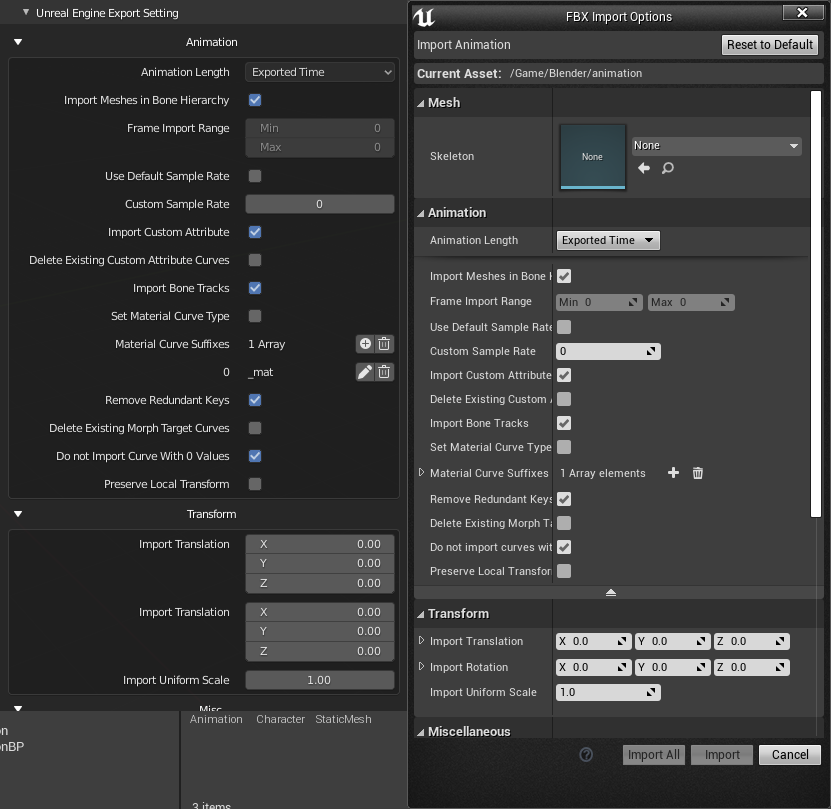 Unreal Engine Export Setting
Animation
Animation Length Exported Time
Import Meshes in Bone Hierarchy
Frame Import Range Min 0
Max 0
Use Default Sample Rate
Custom Sample Rate 0
Import Custom Attribute
Delete Existing Custom Attribute Curves
Import Bone Tracks
Set Material Curve Type
Material Curve Suffixes 1 Array
0 _mat
Remove Redundant Keys
Delete Existing Morph Target Curves
Do not Import Curve With 0 Values
Preserve Local Transform
Transform
Import Translation X 0.00
Y 0.00
Z 0.00
Import Translation X 0.00
Y 0.00
Z 0.00
Import Uniform Scale 1.00
Misc
on
onBP
Animation Character StaticMesh
3 items
FBX Import Options
Import Animation Reset to Default
Current Asset: /Game/Blender/animation
Mesh
Skeleton None None
Animation
Animation Length Exported Time
Import Meshes in Bone H
Frame Import Range Min 0 Max 0
Use Default Sample Rate
Custom Sample Rate 0
Import Custom Attribute
Delete Existing Custom A
Import Bone Tracks
Set Material Curve Type
Material Curve Suffixes 1 Array elements
Remove Redundant Keys
Delete Existing Morph Ta
Do not import curves wit
Preserve Local Transfor
Transform
Import Translation X 0.0 Y 0.0 Z 0.0
Import Rotation X 0.0 Y 0.0 Z 0.0
Import Uniform Scale 1.0
Miscellaneous
? Import All Import Cancel